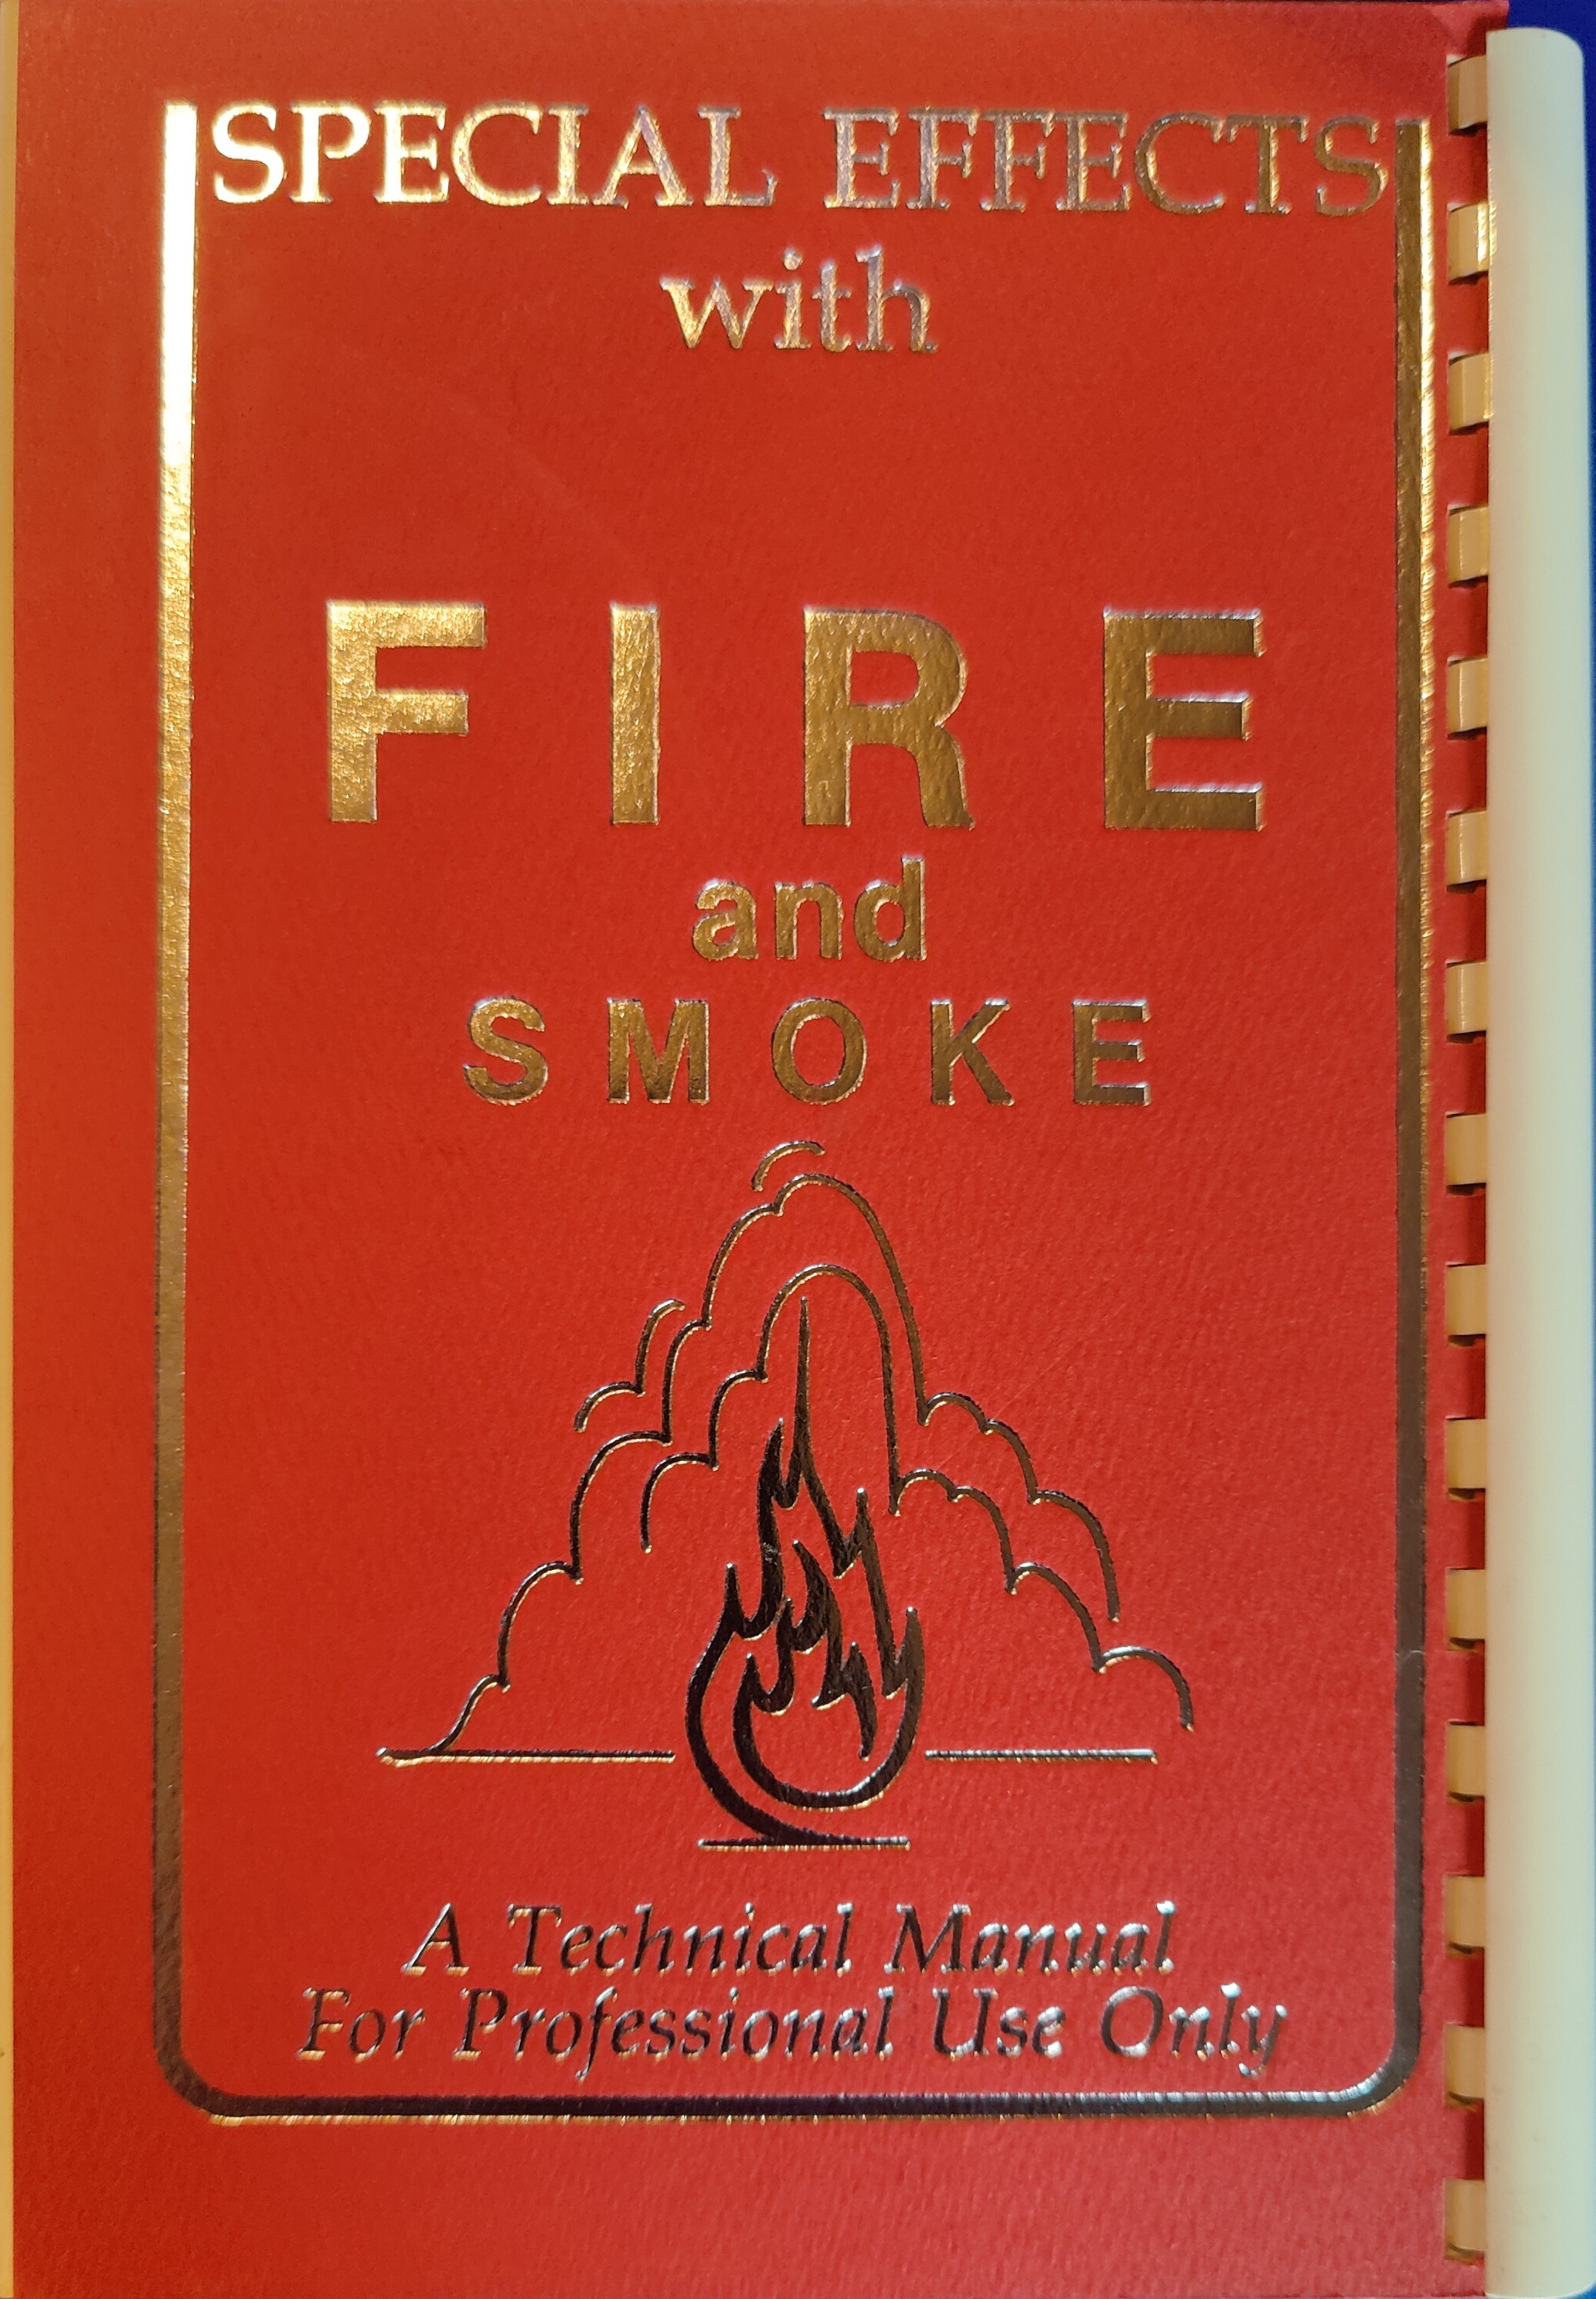 SPECIAL EFFECTS
with
FIRE
and
SMOKE
A Technical Manual
For Professional Use Only